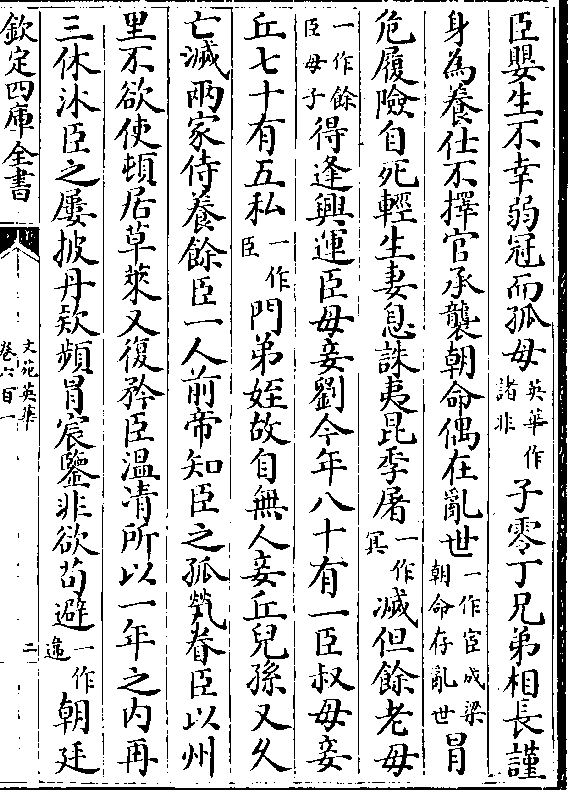 臣嬰生不幸弱冠而孤母英華作諸非子零丁兄弟相長謹
身為養仕不擇官承襲朝命偶在亂世一作宦成梁朝命存亂世冐
危履險自死輕生妻息誅夷昆季屠一作冥滅但餘老母
一作餘臣母子得逢興運臣母妾劉今年八十有一臣叔母妾
丘七十有五私一作臣門弟姪故自無人妾丘兒孫又久
亡滅兩家侍養餘臣一人前帝知臣之孤煢眷臣以州
里不欲使頓居草萊又復矜臣溫凊所以一年之內再
三休沐臣之屢披丹欵頻冐宸鑒非欲茍避一作違朝廷
欽定四庫全書
文苑英華
卷六百一
二